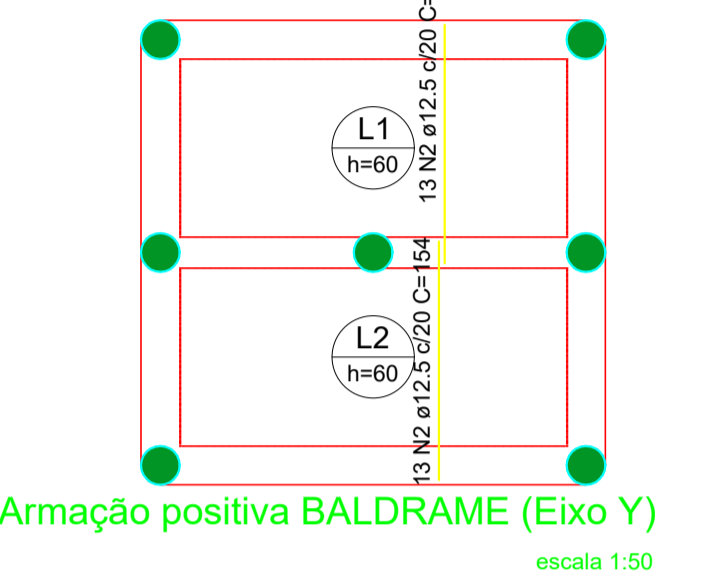 13 N2 ø12.5 c/20 C=
L1
h=60
13 N2 ø12.5 c/20 C=154
L2
h=60
Armação positiva BALDRAME (Eixo Y)
escala 1:50